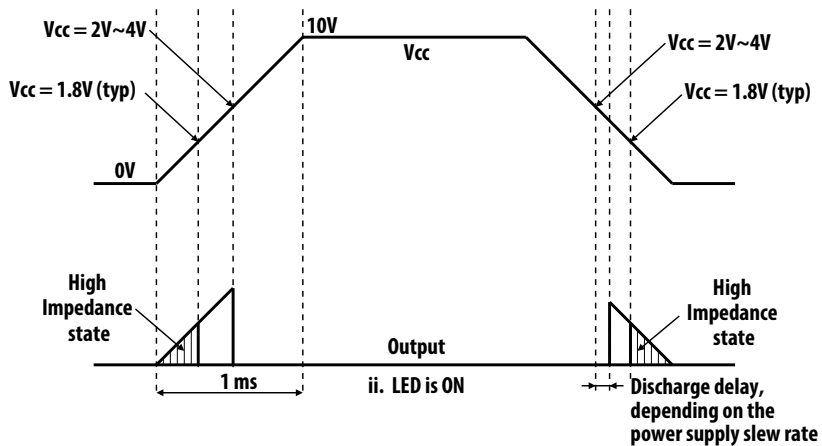 Vcc = 2V~4V
10V
Vcc
Vcc = 2V~4V
Vcc = 1.8V (typ)
Vcc = 1.8V (typ)
0V
High
Impedance
state
High
Impedance
state
Output
1 ms
ii. LED is ON
Discharge delay,
depending on the
power supply slew rate